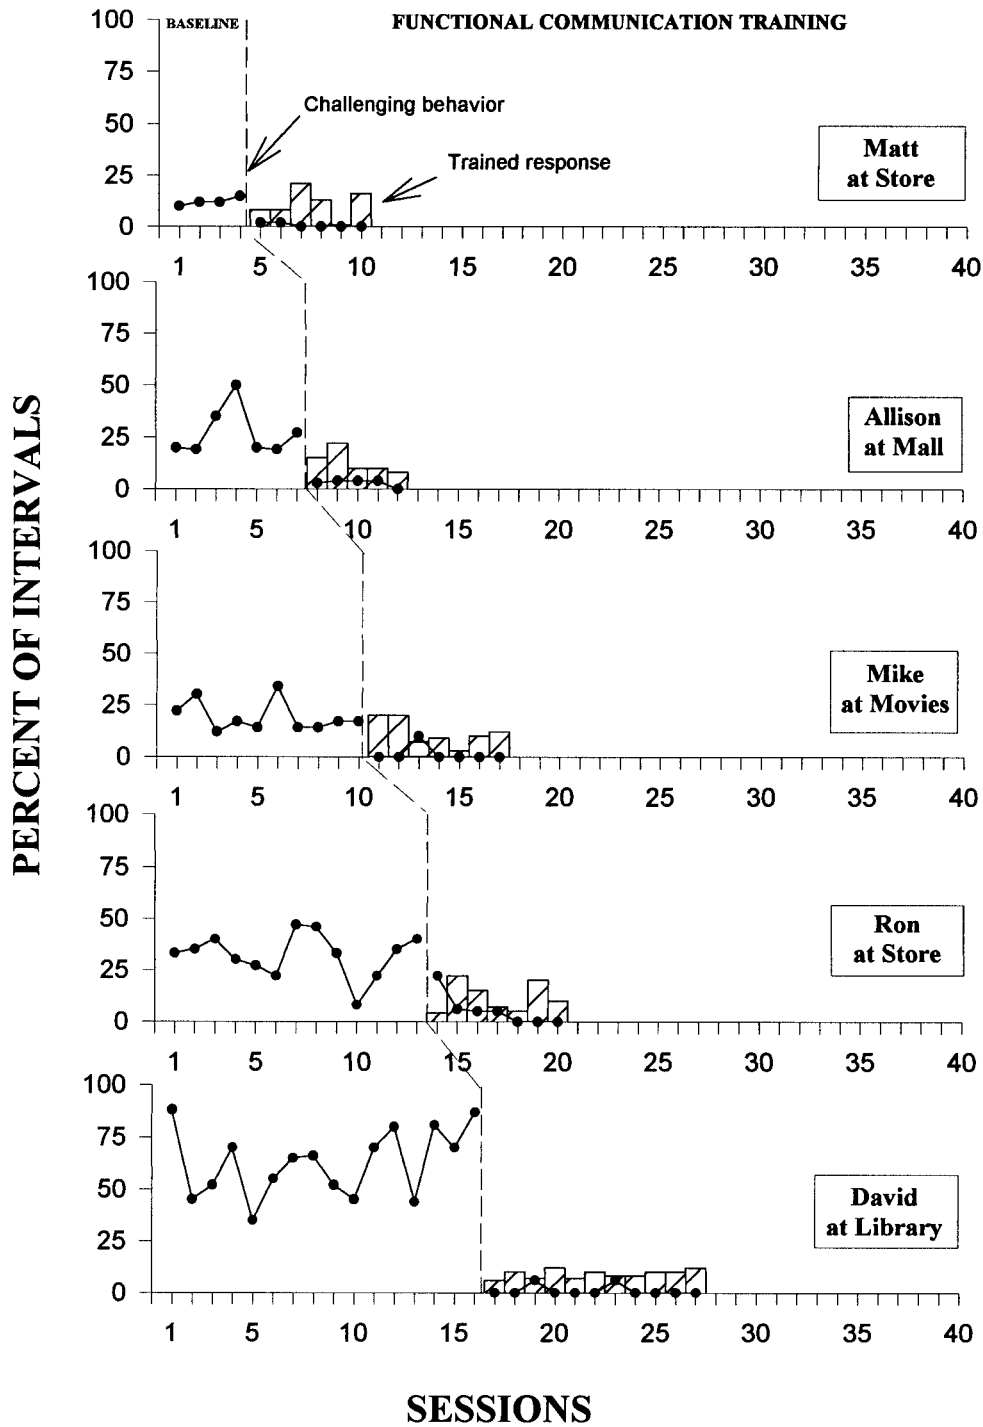 100 BASELINE FUNCTIONAL COMMUNICATION TRAINING
75
Challenging behavior
50
Trained response
Matt
at Store
25
0
1 5 10 15 20 25 30 35 40
100
75
50
Allison
at Mall
25
0
1 5 10 15 20 25 30 35 40
100
75
50
Mike
at Movies
25
0
1 5 10 15 20 25 30 35 40
100
75
50
Ron
at Store
25
0
1 5 10 15 20 25 30 35 40
100
75
50
David
at Library
25
0
1 5 10 15 20 25 30 35 40
PERCENT OF INTERVALS
SESSIONS